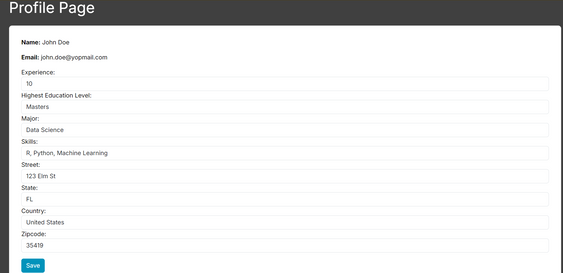 Profile Page
Name: John Doe
Email: john.doe@yopmail.com
Experience:
10
Highest Education Level:
Masters
Major:
Data Science
Skills:
R, Python, Machine Learning
Street:
123 Elm St
State:
FL
Country:
United States
Zipcode:
35419
Save